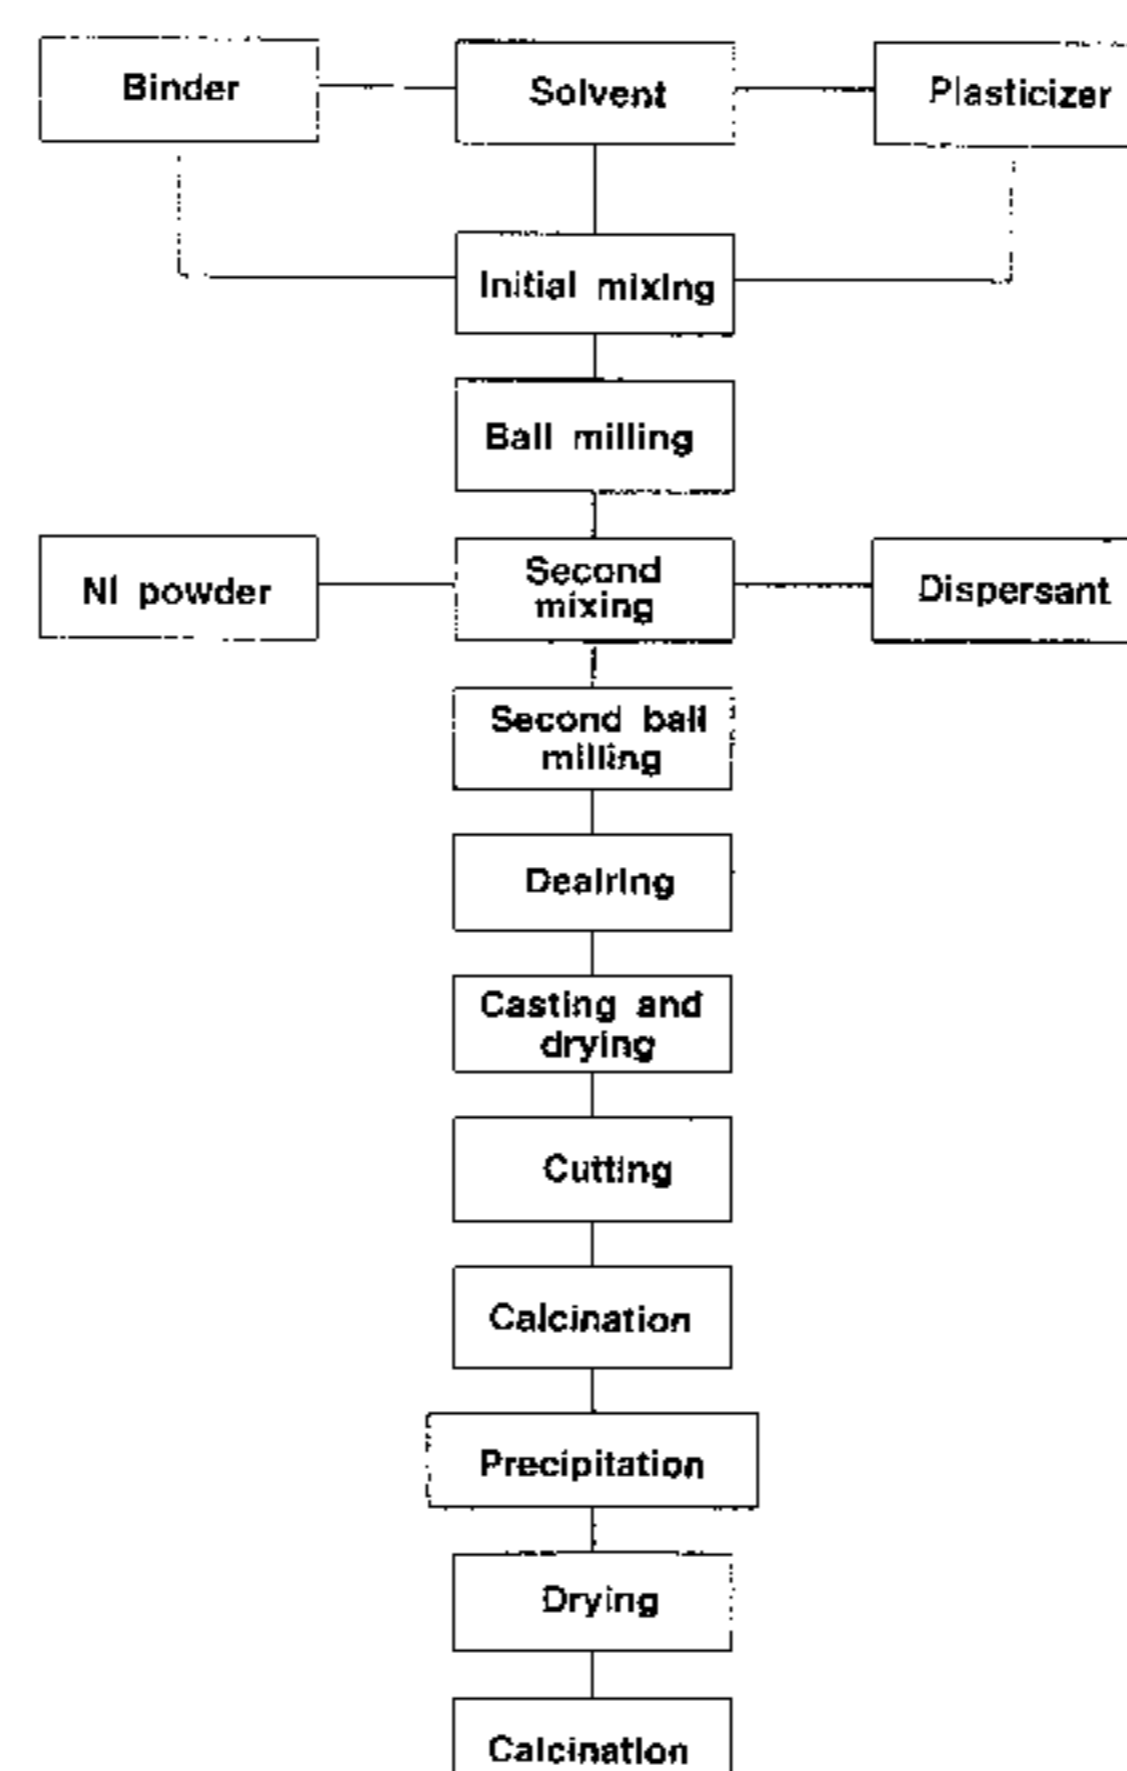 Binder
Solvent
Plasticizer
Initial mixing
Ball milling
Ni powder
Second
mixing
Dispersant
Second ball
milling
Deairing
Casting and
drying
Cutting
Calcination
Precipitation
Drying
Calcination